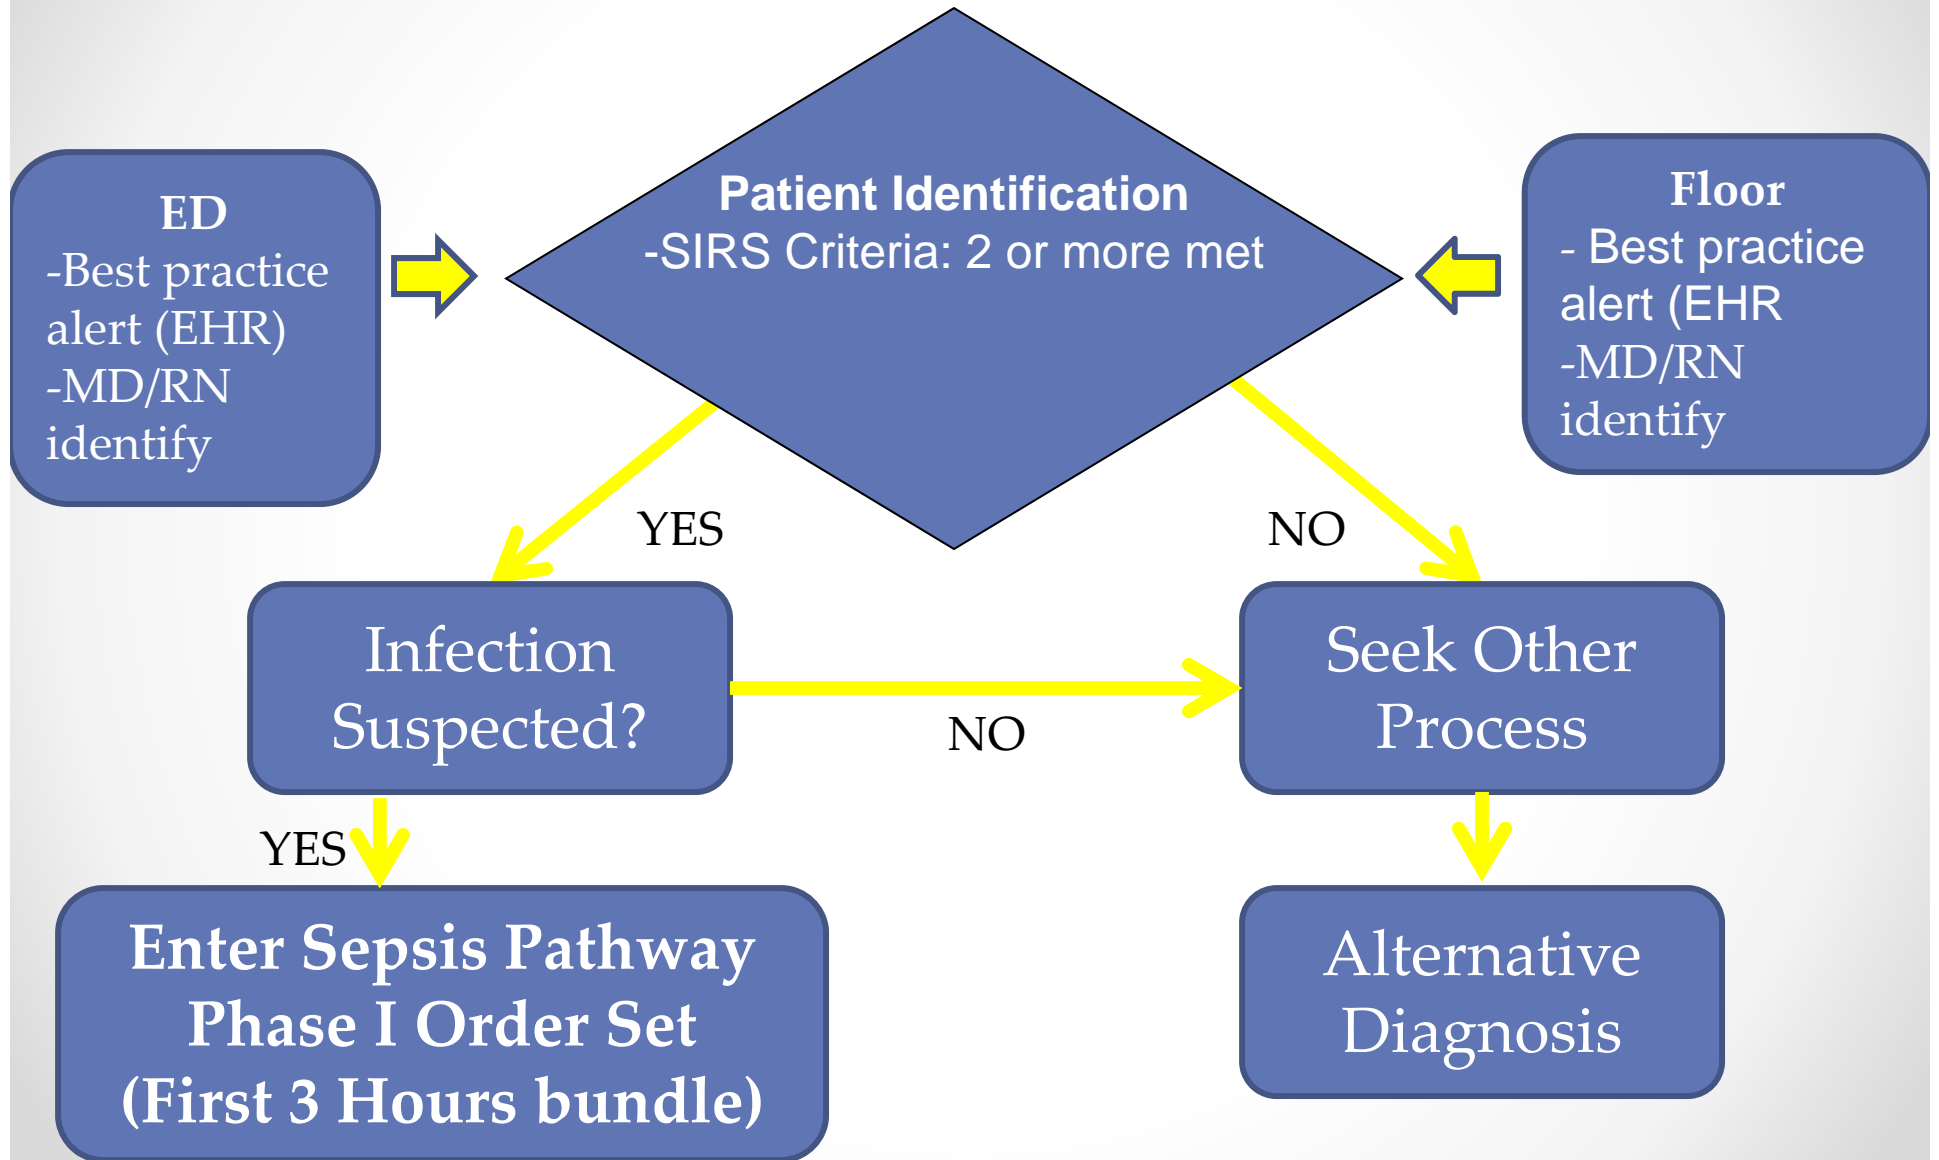 Patient Identification
-SIRS Criteria: 2 or more met
ED
-Best practice
alert (EHR)
-MD/RN
identify
Floor
- Best practice
alert (EHR
-MD/RN
identify
YES
NO
Infection
Suspected?
NO
Seek Other
Process
YES
Enter Sepsis Pathway
Phase I Order Set
(First 3 Hours bundle)
Alternative
Diagnosis